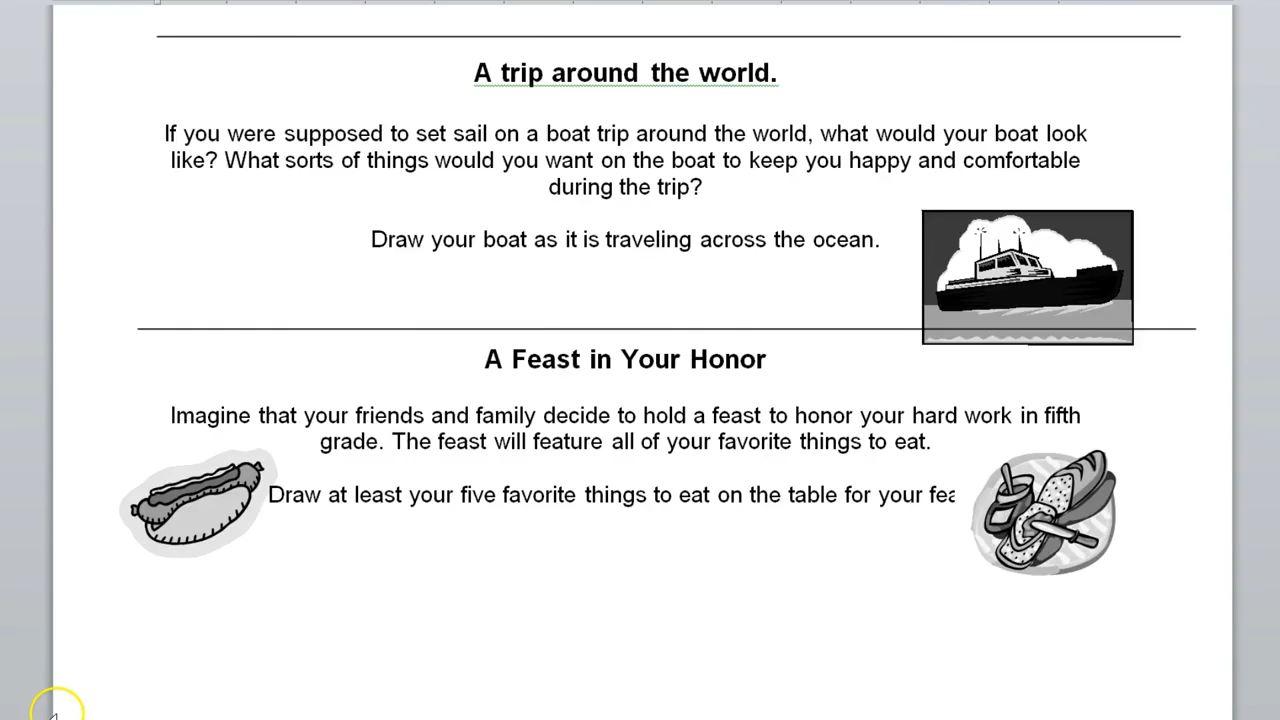 A trip around the world.
If you were supposed to set sail on a boat trip around the world, what would your boat look
like? What sorts of things would you want on the boat to keep you happy and comfortable
during the trip?
Draw your boat as it is traveling across the ocean.
A Feast in Your Honor
Imagine that your friends and family decide to hold a feast to honor your hard work in fifth
grade. The feast will feature all of your favorite things to eat.
Draw at least your five favorite things to eat on the table for your